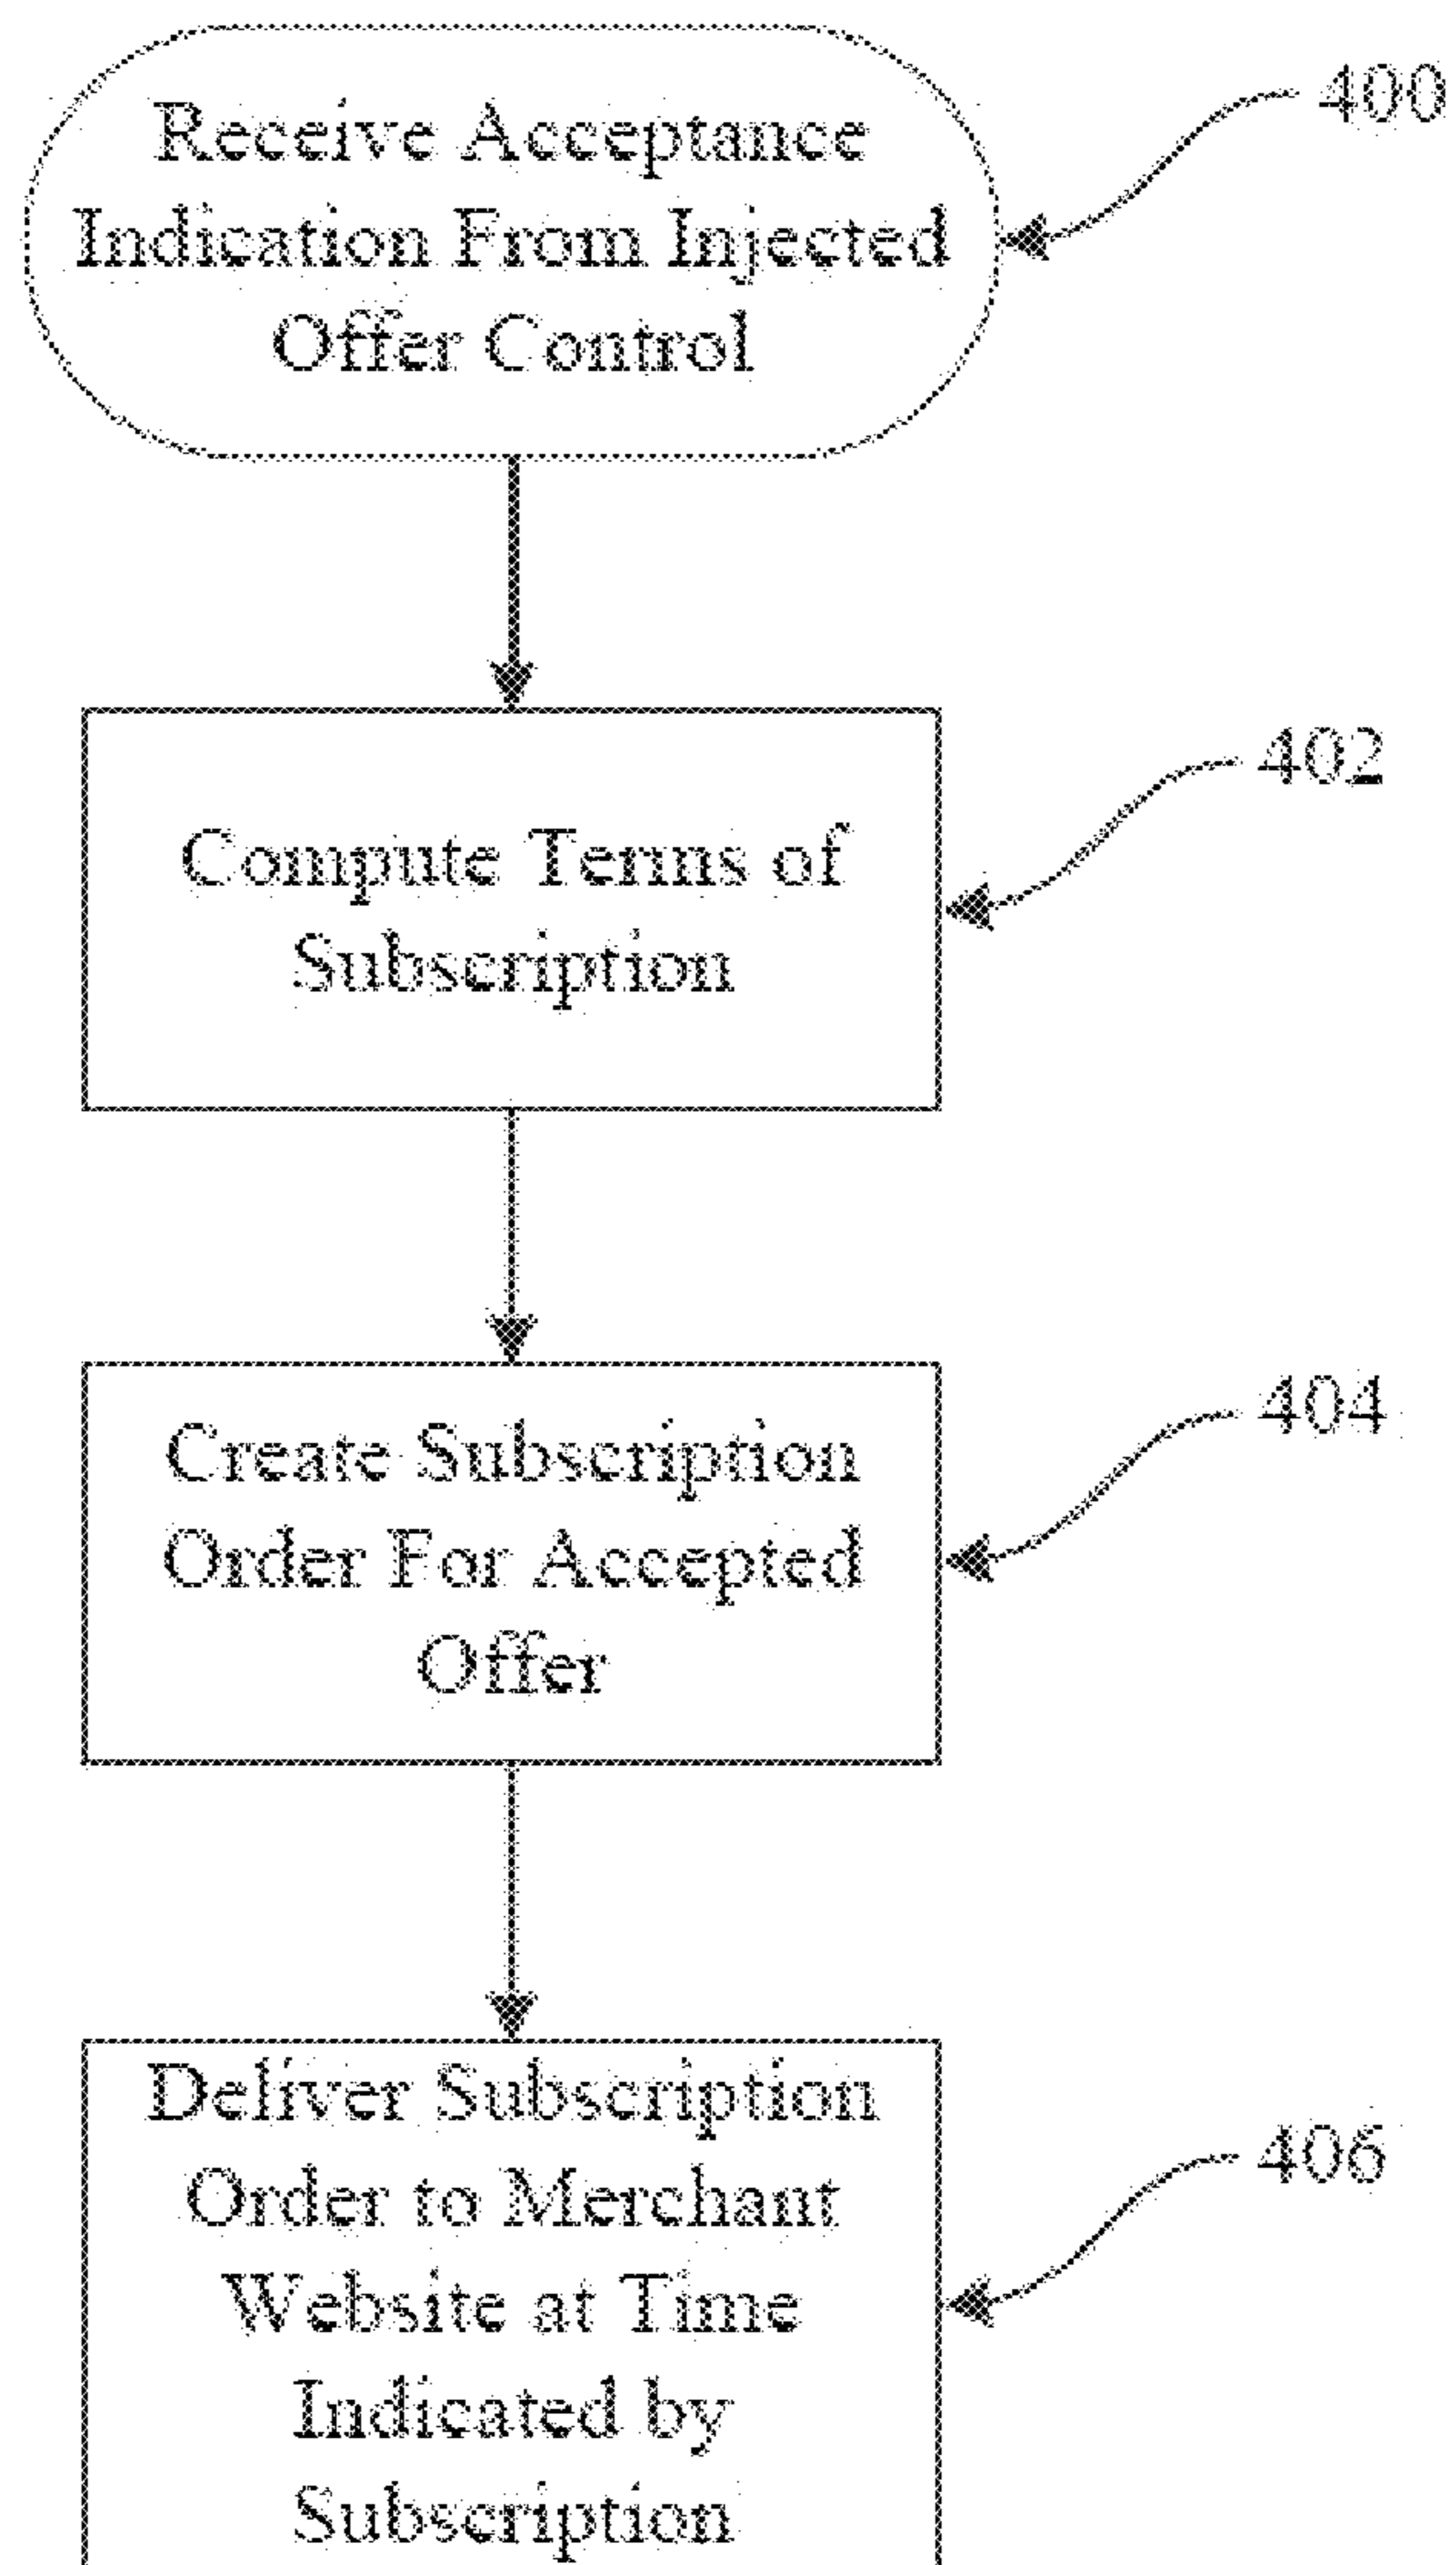 Receive Acceptance
Indication From Injected
Offer Control
400
Compute Terms of
Subscription
402
Create Subscription
Order For Accepted
Offer
404
Deliver Subscription
Order to Merchant
Website at Time
Indicated by
Subscription
406